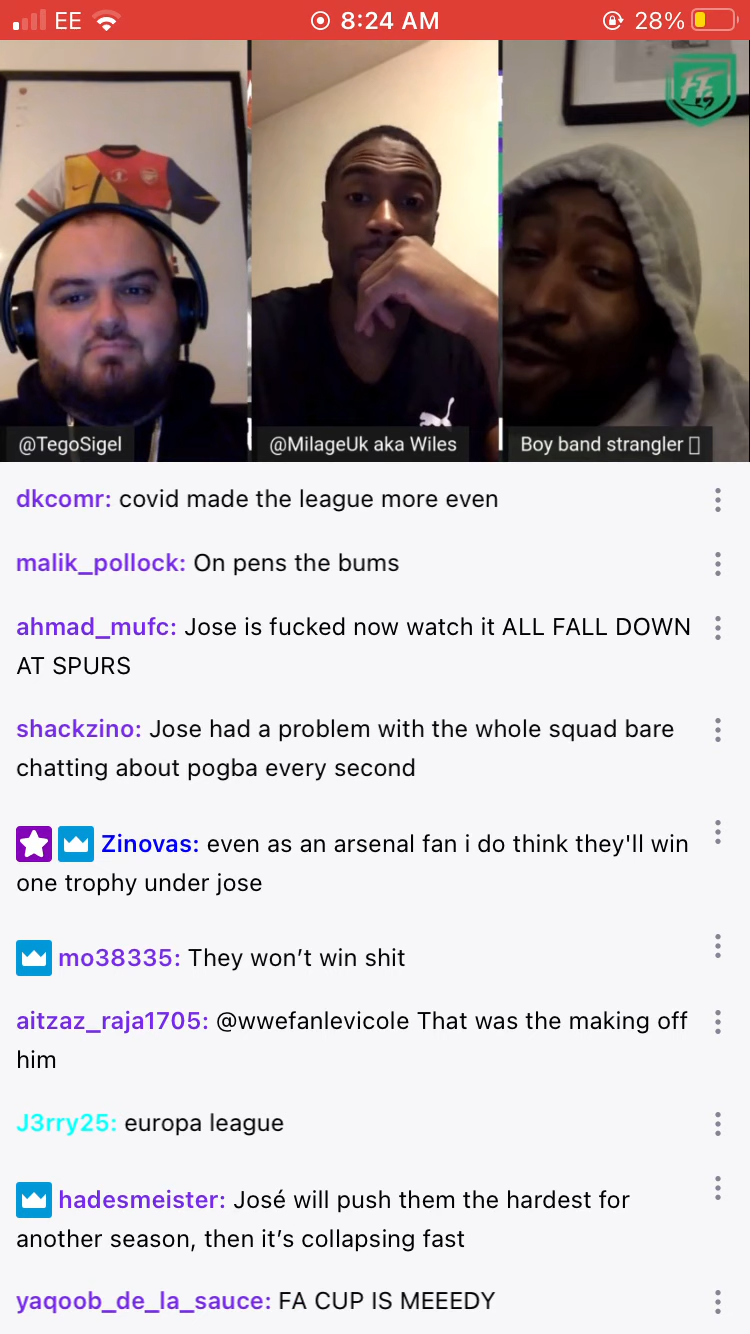 EE 8:24 AM 28%
FF
@TegoSigel @MilageUk aka Wiles Boy band strangler
dkcomr: covid made the league more even
malik_pollock: On pens the bums
ahmad_mufc: Jose is fucked now watch it ALL FALL DOWN
AT SPURS
shackzino: Jose had a problem with the whole squad bare
chatting about pogba every second
Zinovas: even as an arsenal fan i do think they'll win
one trophy under jose
mo38335: They won’t win shit
aitzaz_raja1705: @wwefanlevicole That was the making off
him
J3rry25: europa league
hadesmeister: José will push them the hardest for
another season, then it’s collapsing fast
yaqoob_de_la_sauce: FA CUP IS MEEEDY